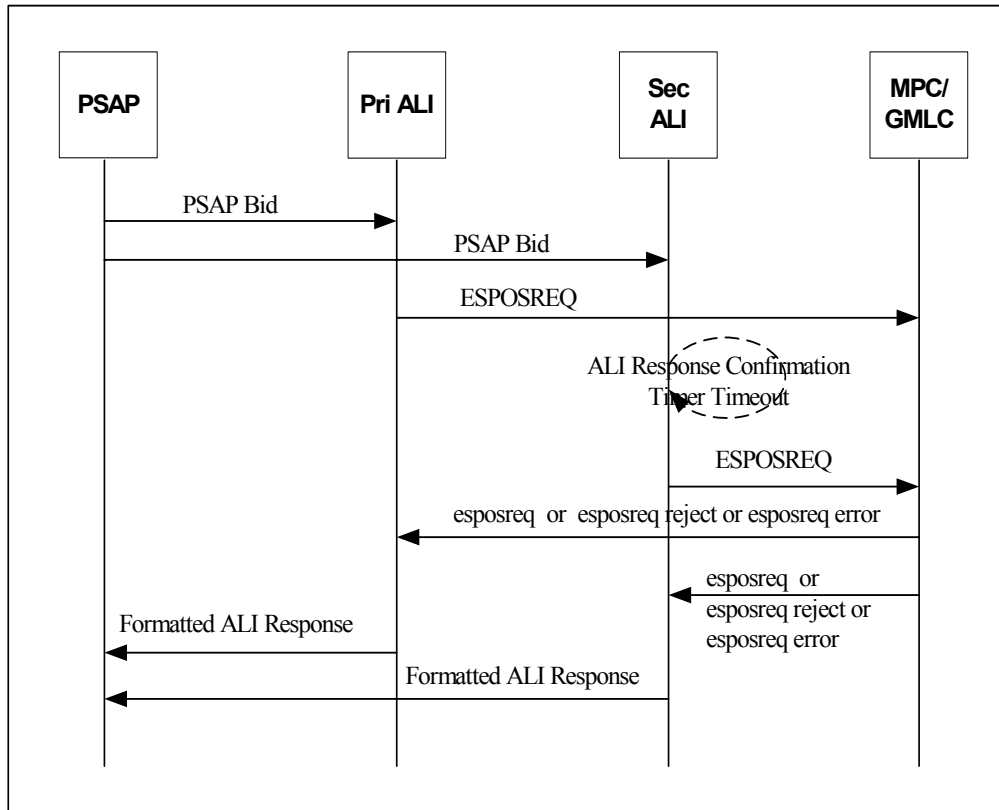 PSAP
Pri ALI
Sec
ALI
MPC/
GMLC
PSAP Bid
PSAP Bid
ESPOSREQ
ALI Response Confirmation
Timer Timeout
ESPOSREQ
esposreq or esposreq reject or esposreq error
esposreq or
esposreq reject or
esposreq error
Formatted ALI Response
Formatted ALI Response